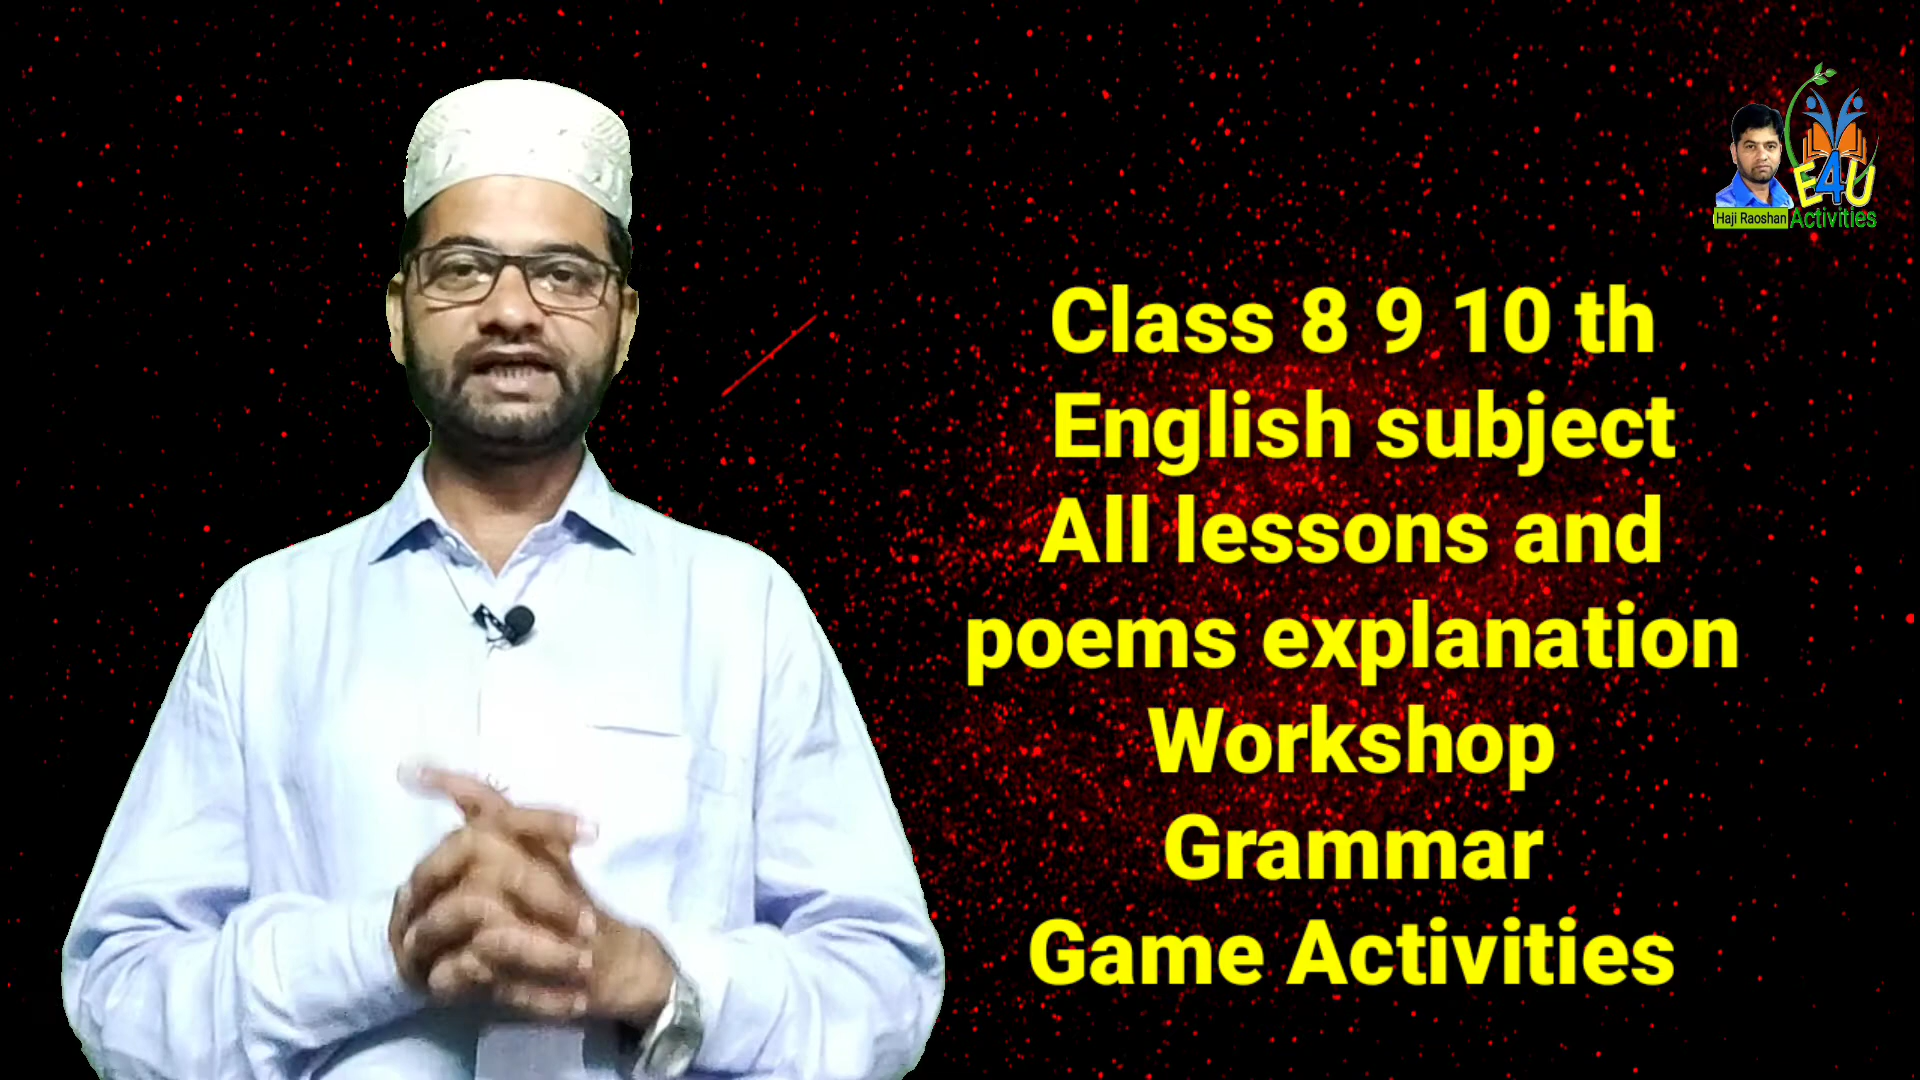 E4U
Haji Raoshan Activities
Class 8 9 10 th
English subject
All lessons and
poems explanation
Workshop
Grammar
Game Activities